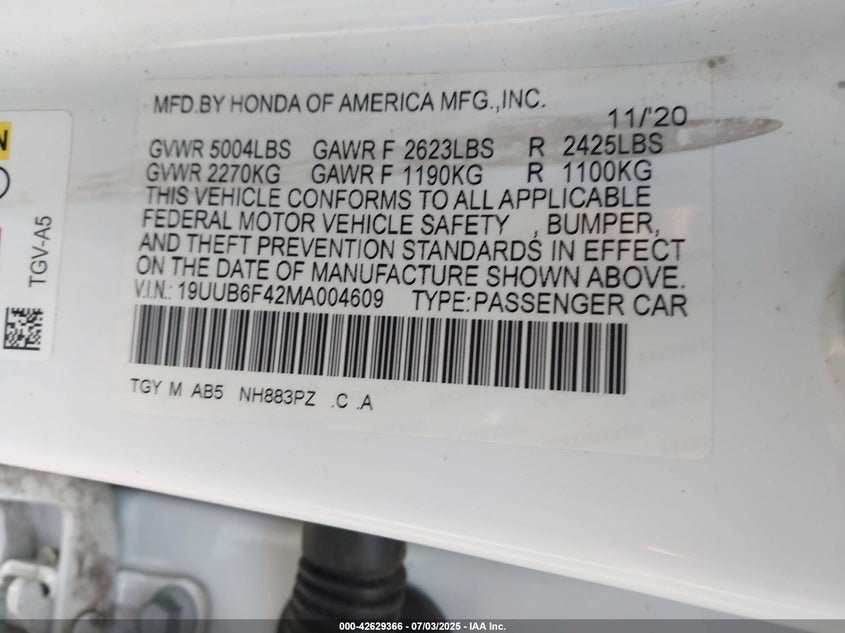 MFD.BY HONDA OF AMERICA MFG.,INC.
11/'20
GVWR 5004LBS GAWR F 2623LBS R 2425LBS
GVWR 2270KG GAWR F 1190KG R 1100KG
THIS VEHICLE CONFORMS TO ALL APPLICABLE
FEDERAL MOTOR VEHICLE SAFETY , BUMPER,
AND THEFT PREVENTION STANDARDS IN EFFECT
ON THE DATE OF MANUFACTURE SHOWN ABOVE.
V.I.N.: 19UUB6F42MA004609 TYPE:PASSENGER CAR
TGY M AB5 NH883PZ .C .A
N
TGV-A5
000-42629366 | 07/03/2025 | IAA Inc.